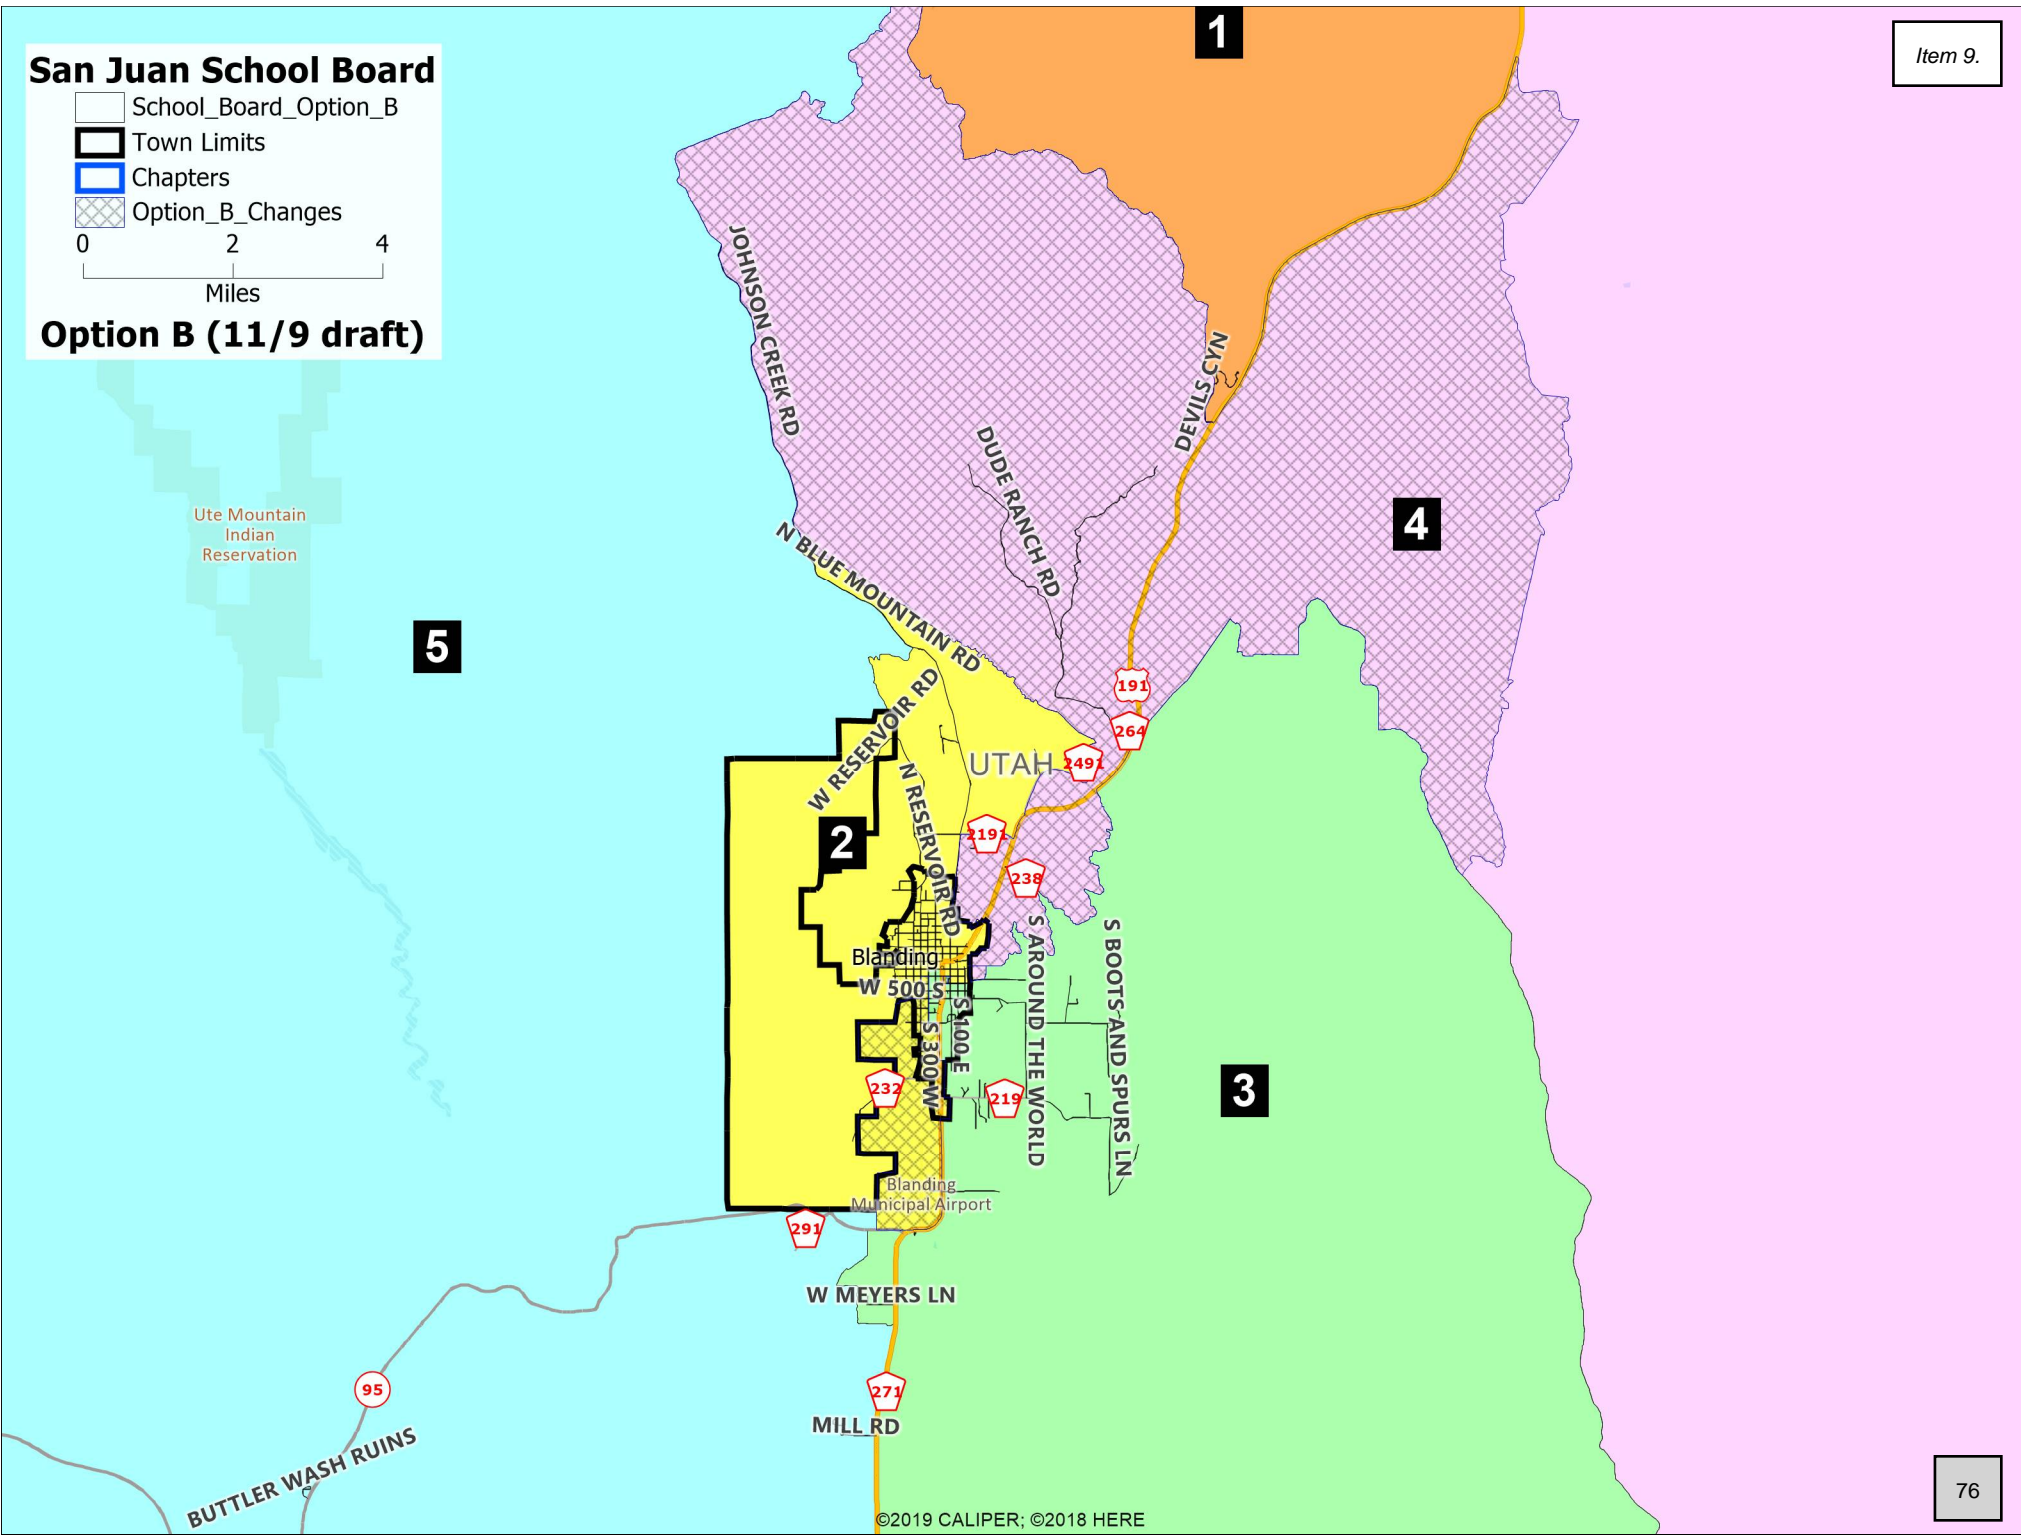 1
Item 9.
San Juan School Board
School_Board_Option_B
Town Limits
Chapters
Option_B_Changes
0 2 4
Miles
Option B (11/9 draft)
JOHNSON CREEK RD
DEVILS CYN
DUDE RANCH RD
Ute Mountain
Indian
Reservation
4
N BLUE MOUNTAIN RD
5
191
W RESERVOIR RD
264
UTAH
2491
N RESERVOIR RD
2
2191
238
Blanding
W 500 S
S AROUND THE WORLD
S BOOTS AND SPURS LN
S 100 E
S 300 W
232
219
3
Blanding
Municipal Airport
291
W MEYERS LN
95
271
MILL RD
BUTTLER WASH RUINS
76
©2019 CALIPER; ©2018 HERE